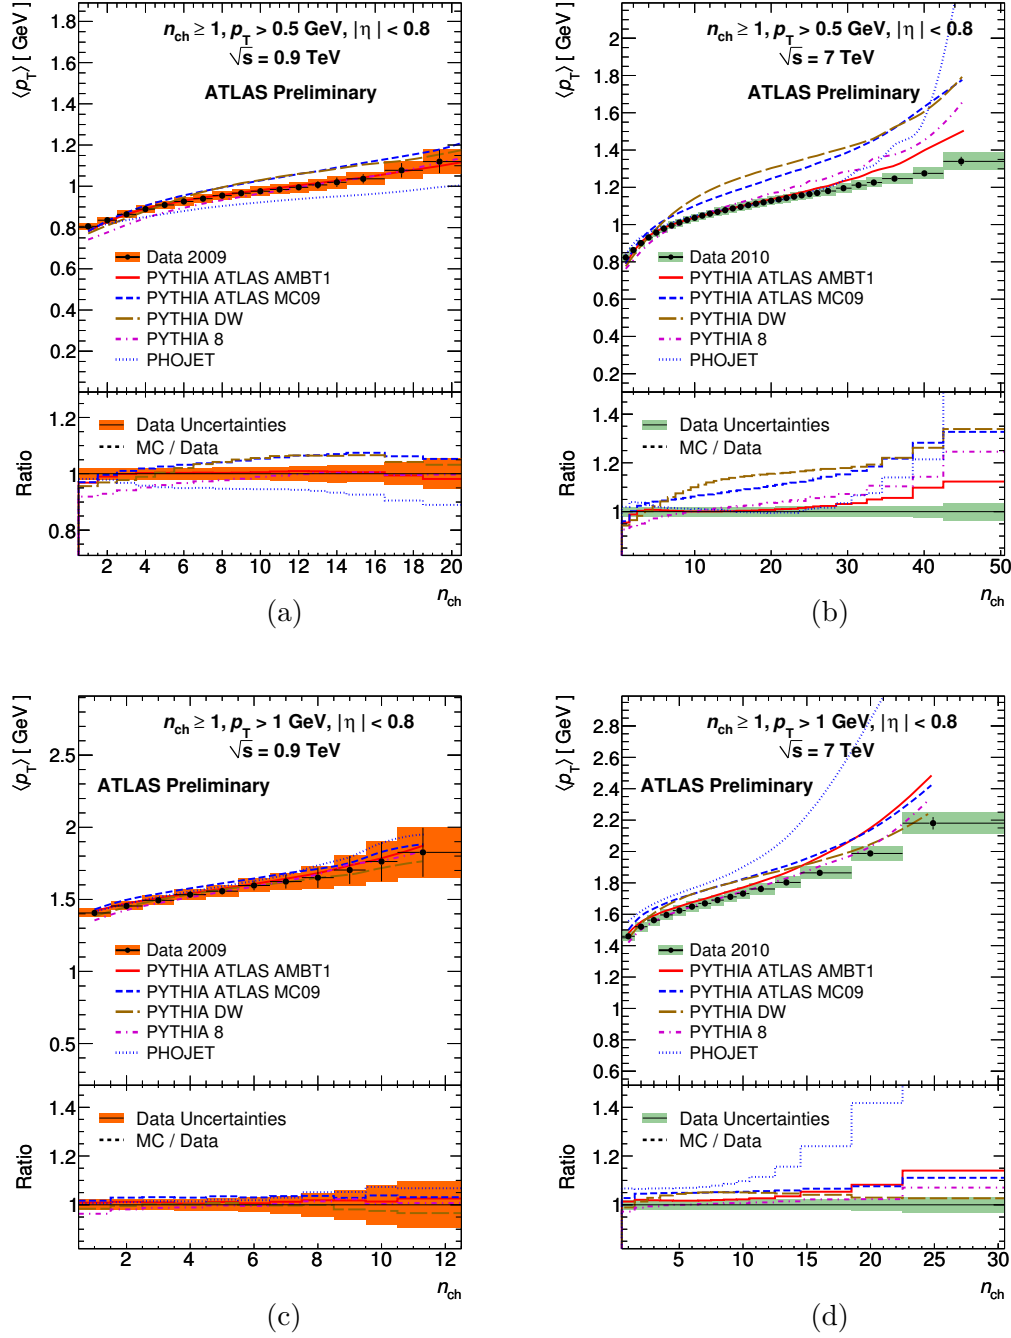 ⟨p_T⟩ [ GeV]
n_ch ≥ 1, p_T > 0.5 GeV, |η| < 0.8
√s = 0.9 TeV
ATLAS Preliminary
1.8
1.6
1.4
1.2
1
0.8
0.6
0.4
0.2
Data 2009
PYTHIA ATLAS AMBT1
PYTHIA ATLAS MC09
PYTHIA DW
PYTHIA 8
PHOJET
Ratio
1.2
1
0.8
Data Uncertainties
MC / Data
2 4 6 8 10 12 14 16 18 20
n_ch
(a)
⟨p_T⟩ [ GeV]
n_ch ≥ 1, p_T > 0.5 GeV, |η| < 0.8
√s = 7 TeV
ATLAS Preliminary
2
1.8
1.6
1.4
1.2
1
0.8
0.6
0.4
0.2
Data 2010
PYTHIA ATLAS AMBT1
PYTHIA ATLAS MC09
PYTHIA DW
PYTHIA 8
PHOJET
Ratio
1.4
1.2
1
Data Uncertainties
MC / Data
10 20 30 40 50
n_ch
(b)
⟨p_T⟩ [ GeV]
n_ch ≥ 1, p_T > 1 GeV, |η| < 0.8
√s = 0.9 TeV
ATLAS Preliminary
2.5
2
1.5
1
0.5
Data 2009
PYTHIA ATLAS AMBT1
PYTHIA ATLAS MC09
PYTHIA DW
PYTHIA 8
PHOJET
Ratio
1.4
1.2
1
Data Uncertainties
MC / Data
2 4 6 8 10 12
n_ch
(c)
⟨p_T⟩ [ GeV]
n_ch ≥ 1, p_T > 1 GeV, |η| < 0.8
√s = 7 TeV
ATLAS Preliminary
2.8
2.6
2.4
2.2
2
1.8
1.6
1.4
1.2
1
0.8
0.6
Data 2010
PYTHIA ATLAS AMBT1
PYTHIA ATLAS MC09
PYTHIA DW
PYTHIA 8
PHOJET
Ratio
1.4
1.2
1
Data Uncertainties
MC / Data
5 10 15 20 25 30
n_ch
(d)